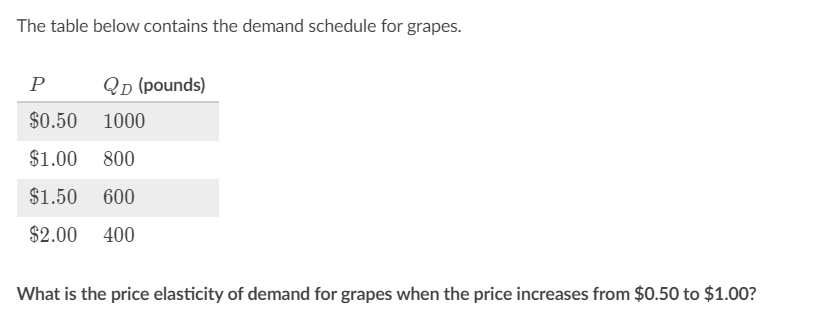 The table below contains the demand schedule for grapes.
P Q_D (pounds)
$0.50 1000
$1.00 800
$1.50 600
$2.00 400
What is the price elasticity of demand for grapes when the price increases from $0.50 to $1.00?